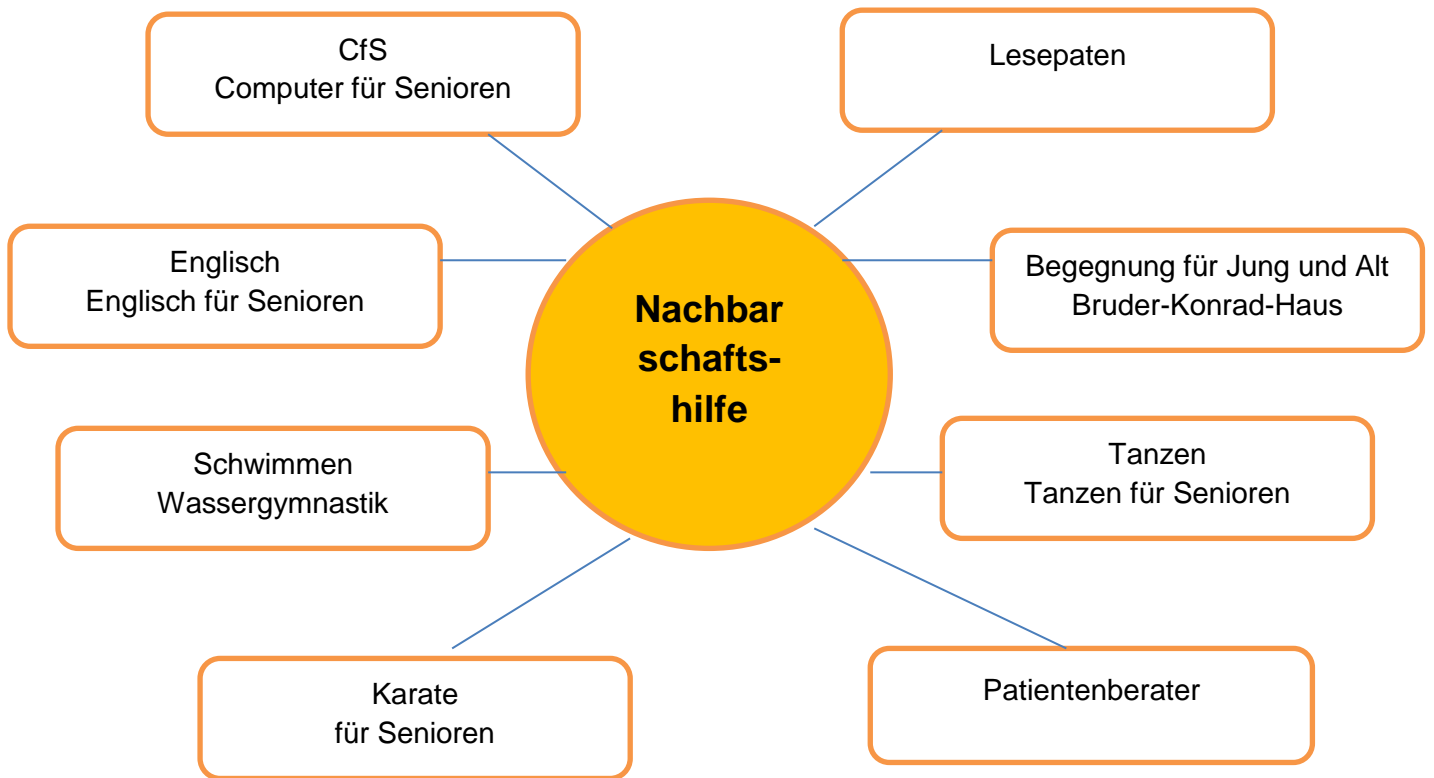 CfS
Computer für Senioren
Lesepaten
Englisch
Englisch für Senioren
Begegnung für Jung und Alt
Bruder-Konrad-Haus
Nachbar
schafts-
hilfe
Schwimmen
Wassergymnastik
Tanzen
Tanzen für Senioren
Karate
für Senioren
Patientenberater